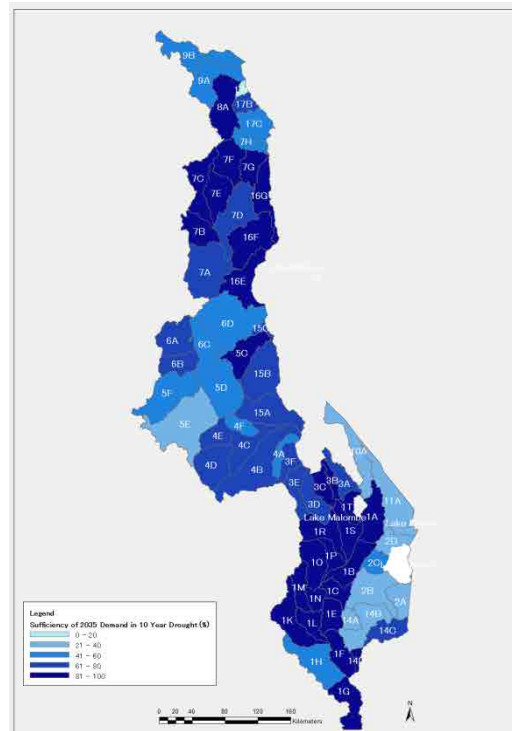 9B
9A
17B
8A
17C
7H
7F
7G
7C
7E
16G
7D
7B
16F
7A
16E
6D
15C
6A
6C
5C
6B
15B
5F
5D
15A
5E
4F
4E
4C
4A
3F
10A
4D
4B
3E
3C
3B
3A
11A
3D
1T
Lake Malombe
1A
1R
1S
2D
1P
2C
1O
1B
1M
1C
2B
1N
2A
1K
1L
1E
14B
14A
14C
1F
1H
1G
Legend
Sufficiency of 2035 Demand in 10 Year Drought (%)
0 - 20
21 - 40
41 - 60
61 - 80
81 - 100
0 20 40 80 120 160
Kilometers
N